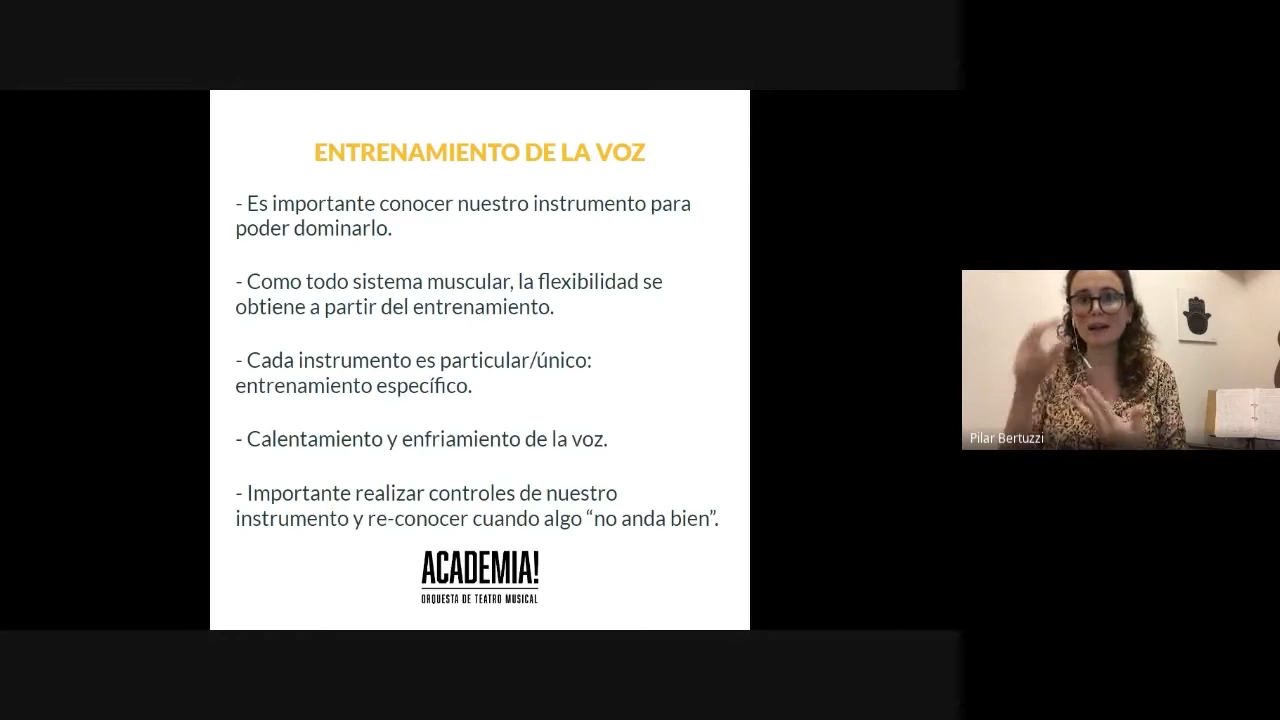 ENTRENAMIENTO DE LA VOZ
- Es importante conocer nuestro instrumento para
poder dominarlo.
- Como todo sistema muscular, la flexibilidad se
obtiene a partir del entrenamiento.
- Cada instrumento es particular/único:
entrenamiento específico.
- Calentamiento y enfriamiento de la voz.
- Importante realizar controles de nuestro
instrumento y re-conocer cuando algo “no anda bien”.
ACADEMIA!
ORQUESTA DE TEATRO MUSICAL
Pilar Bertuzzi